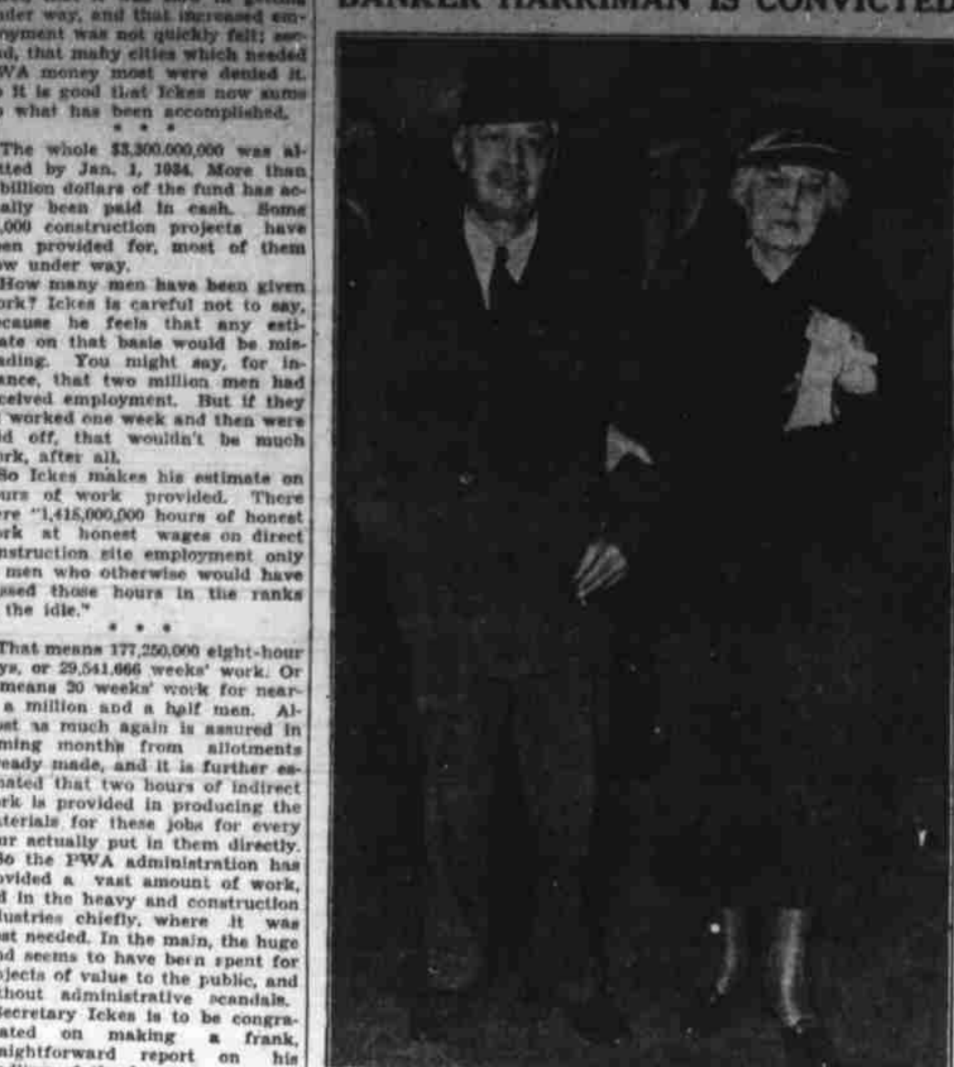 der way, and that increased em-
yment was not quickly felt; sec-
d, that many cities which needed
WA money most were denied it.
it is good that Ickes now sums
what has been accomplished.
* * *
The whole $3,300,000,000 was al-
tted by Jan. 1, 1934. More than
billion dollars of the fund has ac-
ally been paid in cash. Some
,000 construction projects have
en provided for, most of them
ow under way.
How many men have been given
ork? Ickes is careful not to say,
ecause he feels that any esti-
ate on that basis would be mis-
ading. You might say, for in-
ance, that two million men had
ceived employment. But if they
worked one week and then were
id off, that wouldn't be much
rk, after all.
So Ickes makes his estimate on
urs of work provided. There
re "1,418,000,000 hours of honest
rk at honest wages on direct
nstruction site employment only
men who otherwise would have
ssed those hours in the ranks
the idle."
* * *
That means 177,250,000 eight-hour
ys, or 29,541,666 weeks' work. Or
means 20 weeks' work for near-
a million and a half men. Al-
ost as much again is assured in
ming months from allotments
eady made, and it is further es-
mated that two hours of indirect
rk is provided in producing the
terials for these jobs for every
ur actually put in them directly.
So the PWA administration has
ovided a vast amount of work,
d in the heavy and construction
dustries chiefly, where it was
st needed. In the main, the huge
nd seems to have been spent for
jects of value to the public, and
thout administrative scandals.
Secretary Ickes is to be congra-
ated on making a frank,
aightforward report on his
BANKER HARRIMAN IS CONVICTED